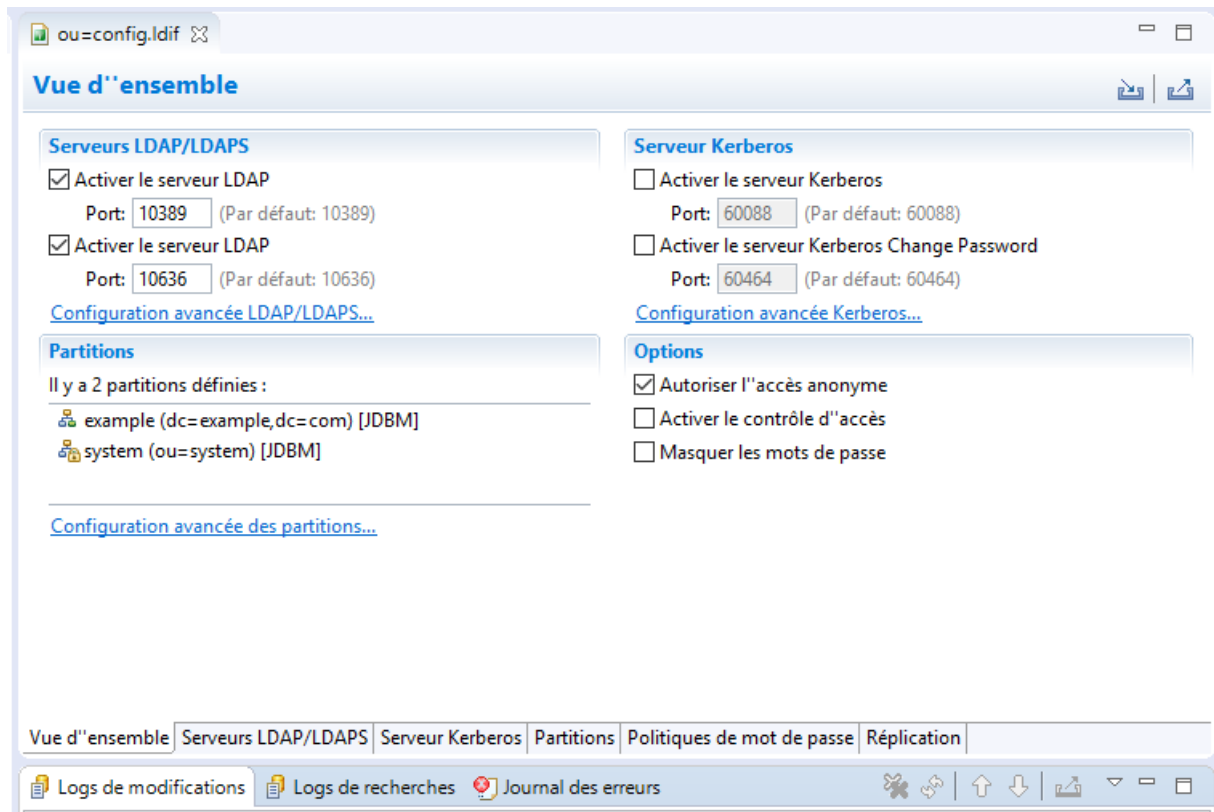 ou=config.ldif
Vue d''ensemble
Serveurs LDAP/LDAPS
Activer le serveur LDAP
Port: 10389 (Par défaut: 10389)
Activer le serveur LDAP
Port: 10636 (Par défaut: 10636)
Configuration avancée LDAP/LDAPS...
Serveur Kerberos
Activer le serveur Kerberos
Port: 60088 (Par défaut: 60088)
Activer le serveur Kerberos Change Password
Port: 60464 (Par défaut: 60464)
Configuration avancée Kerberos...
Partitions
Il y a 2 partitions définies :
example (dc=example,dc=com) [JDBM]
system (ou=system) [JDBM]
Configuration avancée des partitions...
Options
Autoriser l''accès anonyme
Activer le contrôle d''accès
Masquer les mots de passe
Vue d''ensemble Serveurs LDAP/LDAPS Serveur Kerberos Partitions Politiques de mot de passe Réplication
Logs de modifications Logs de recherches Journal des erreurs